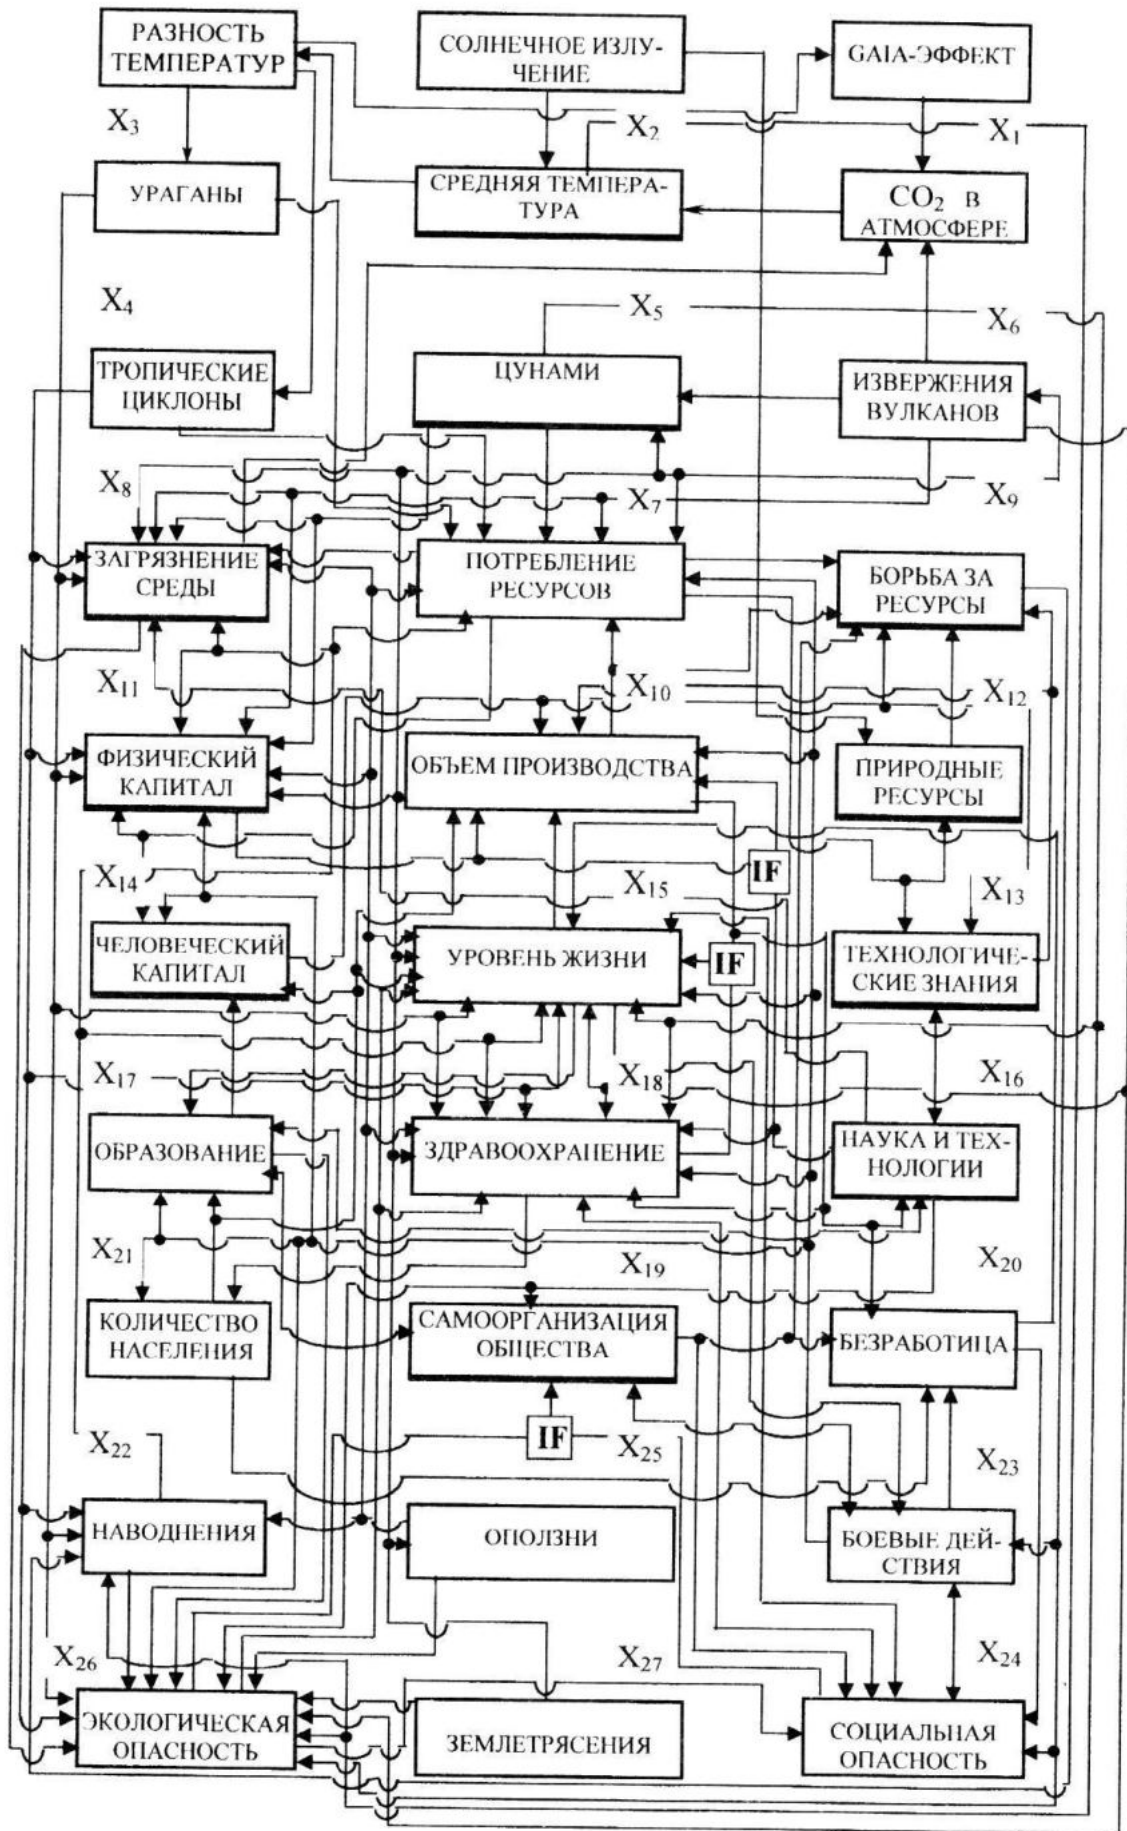 РАЗНОСТЬ
ТЕМПЕРАТУР
СОЛНЕЧНОЕ ИЗЛУ-
ЧЕНИЕ
GAIA-ЭФФЕКТ
X3
X2
X1
УРАГАНЫ
СРЕДНЯЯ ТЕМПЕРА-
ТУРА
CO2 В
АТМОСФЕРЕ
X4
X5
X6
ТРОПИЧЕСКИЕ
ЦИКЛОНЫ
ЦУНАМИ
ИЗВЕРЖЕНИЯ
ВУЛКАНОВ
X8
X7
X9
ЗАГРЯЗНЕНИЕ
СРЕДЫ
ПОТРЕБЛЕНИЕ
РЕСУРСОВ
БОРЬБА ЗА
РЕСУРСЫ
X11
X10
X12
ФИЗИЧЕСКИЙ
КАПИТАЛ
ОБЪЕМ ПРОИЗВОДСТВА
ПРИРОДНЫЕ
РЕСУРСЫ
IF
X14
X15
X13
ЧЕЛОВЕЧЕСКИЙ
КАПИТАЛ
УРОВЕНЬ ЖИЗНИ
IF
ТЕХНОЛОГИЧЕ-
СКИЕ ЗНАНИЯ
X17
X18
X16
ОБРАЗОВАНИЕ
ЗДРАВООХРАНЕНИЕ
НАУКА И ТЕХ-
НОЛОГИИ
X21
X19
X20
КОЛИЧЕСТВО
НАСЕЛЕНИЯ
САМООРГАНИЗАЦИЯ
ОБЩЕСТВА
БЕЗРАБОТИЦА
IF
X22
X25
X23
НАВОДНЕНИЯ
ОПОЛЗНИ
БОЕВЫЕ ДЕЙ-
СТВИЯ
X26
X27
X24
ЭКОЛОГИЧЕСКАЯ
ОПАСНОСТЬ
ЗЕМЛЕТРЯСЕНИЯ
СОЦИАЛЬНАЯ
ОПАСНОСТЬ